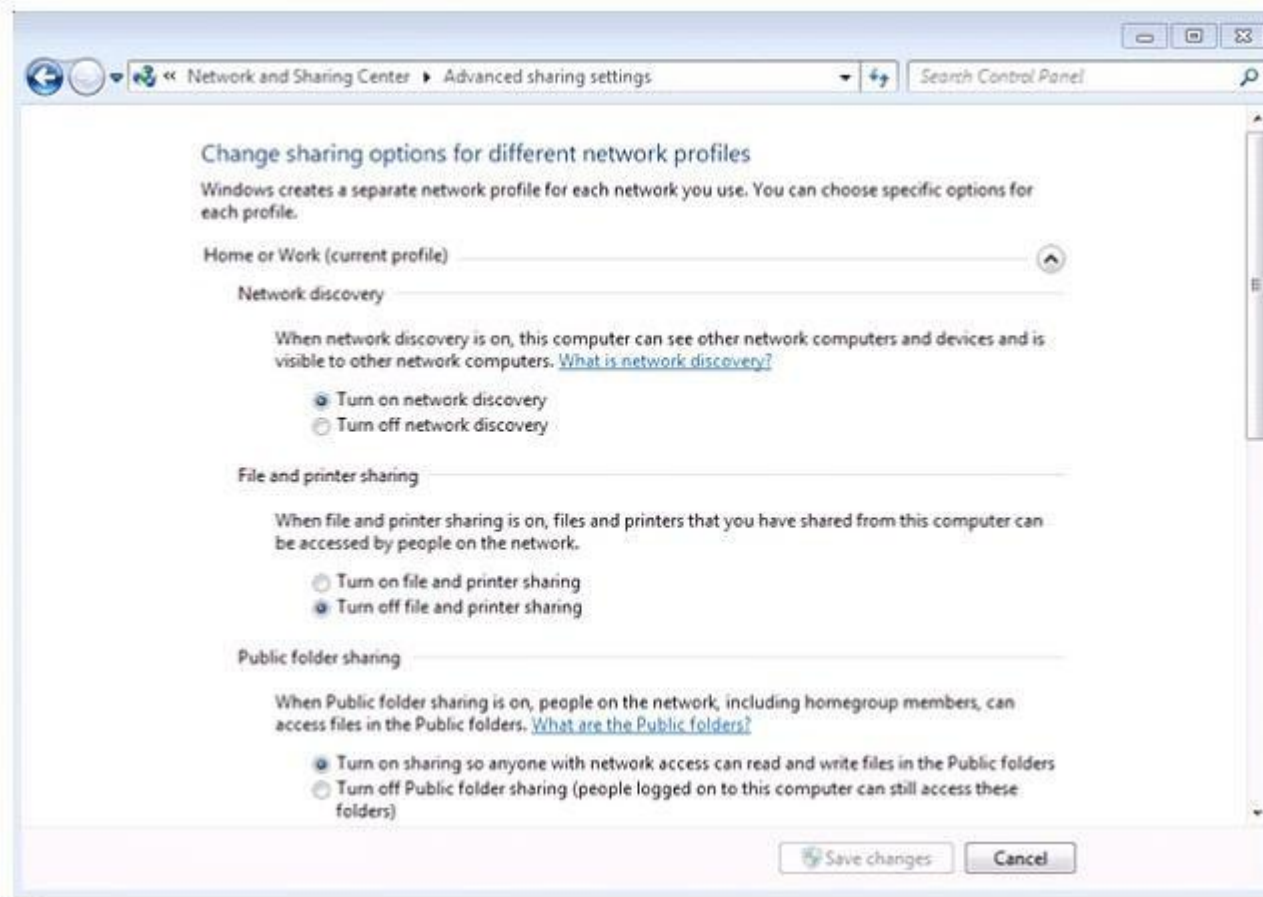 « Network and Sharing Center ▸ Advanced sharing settings
Search Control Panel
Change sharing options for different network profiles
Windows creates a separate network profile for each network you use. You can choose specific options for
each profile.
Home or Work (current profile)
Network discovery
When network discovery is on, this computer can see other network computers and devices and is
visible to other network computers. What is network discovery?
Turn on network discovery
Turn off network discovery
File and printer sharing
When file and printer sharing is on, files and printers that you have shared from this computer can
be accessed by people on the network.
Turn on file and printer sharing
Turn off file and printer sharing
Public folder sharing
When Public folder sharing is on, people on the network, including homegroup members, can
access files in the Public folders. What are the Public folders?
Turn on sharing so anyone with network access can read and write files in the Public folders
Turn off Public folder sharing (people logged on to this computer can still access these
folders)
Save changes
Cancel